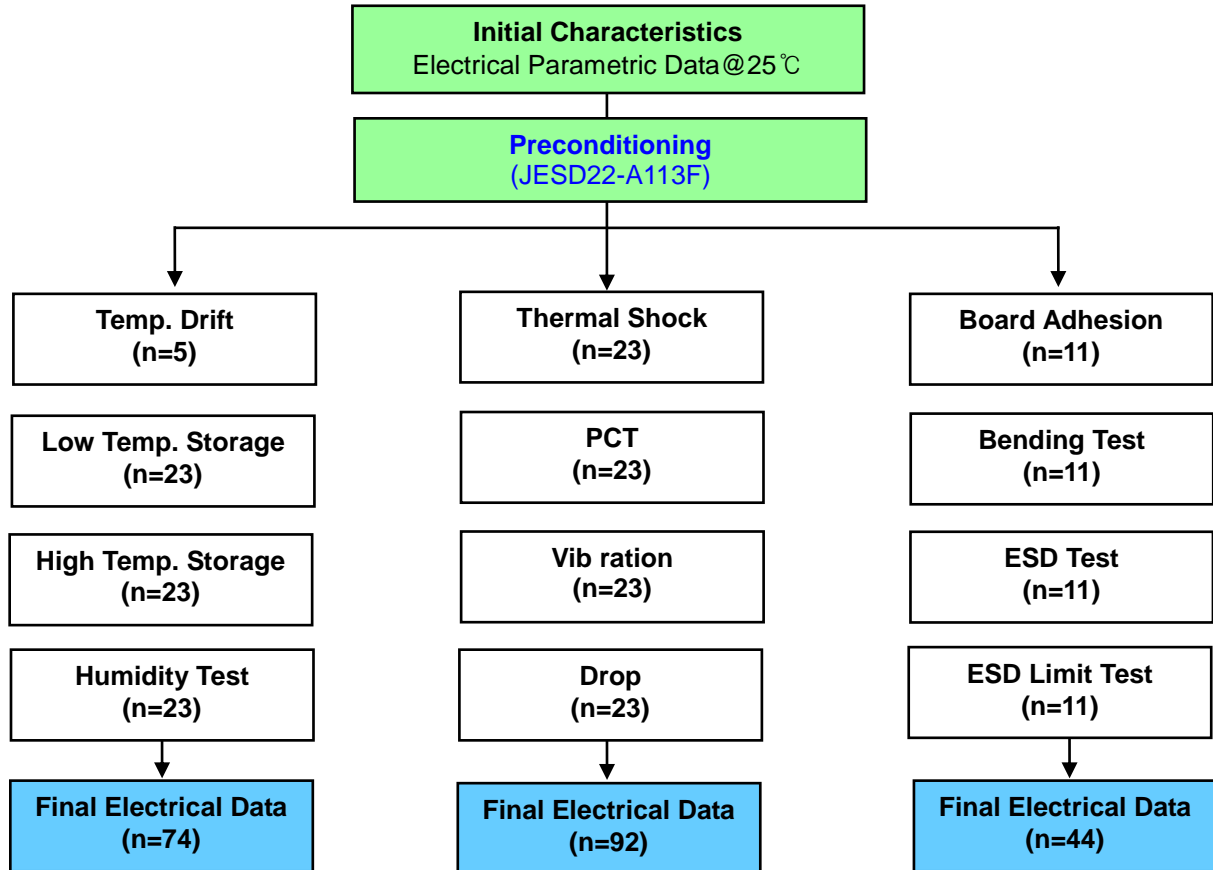 Initial Characteristics
Electrical Parametric Data@25℃
Preconditioning
(JESD22-A113F)
Temp. Drift
(n=5)
Low Temp. Storage
(n=23)
High Temp. Storage
(n=23)
Humidity Test
(n=23)
Final Electrical Data
(n=74)
Thermal Shock
(n=23)
PCT
(n=23)
Vib ration
(n=23)
Drop
(n=23)
Final Electrical Data
(n=92)
Board Adhesion
(n=11)
Bending Test
(n=11)
ESD Test
(n=11)
ESD Limit Test
(n=11)
Final Electrical Data
(n=44)